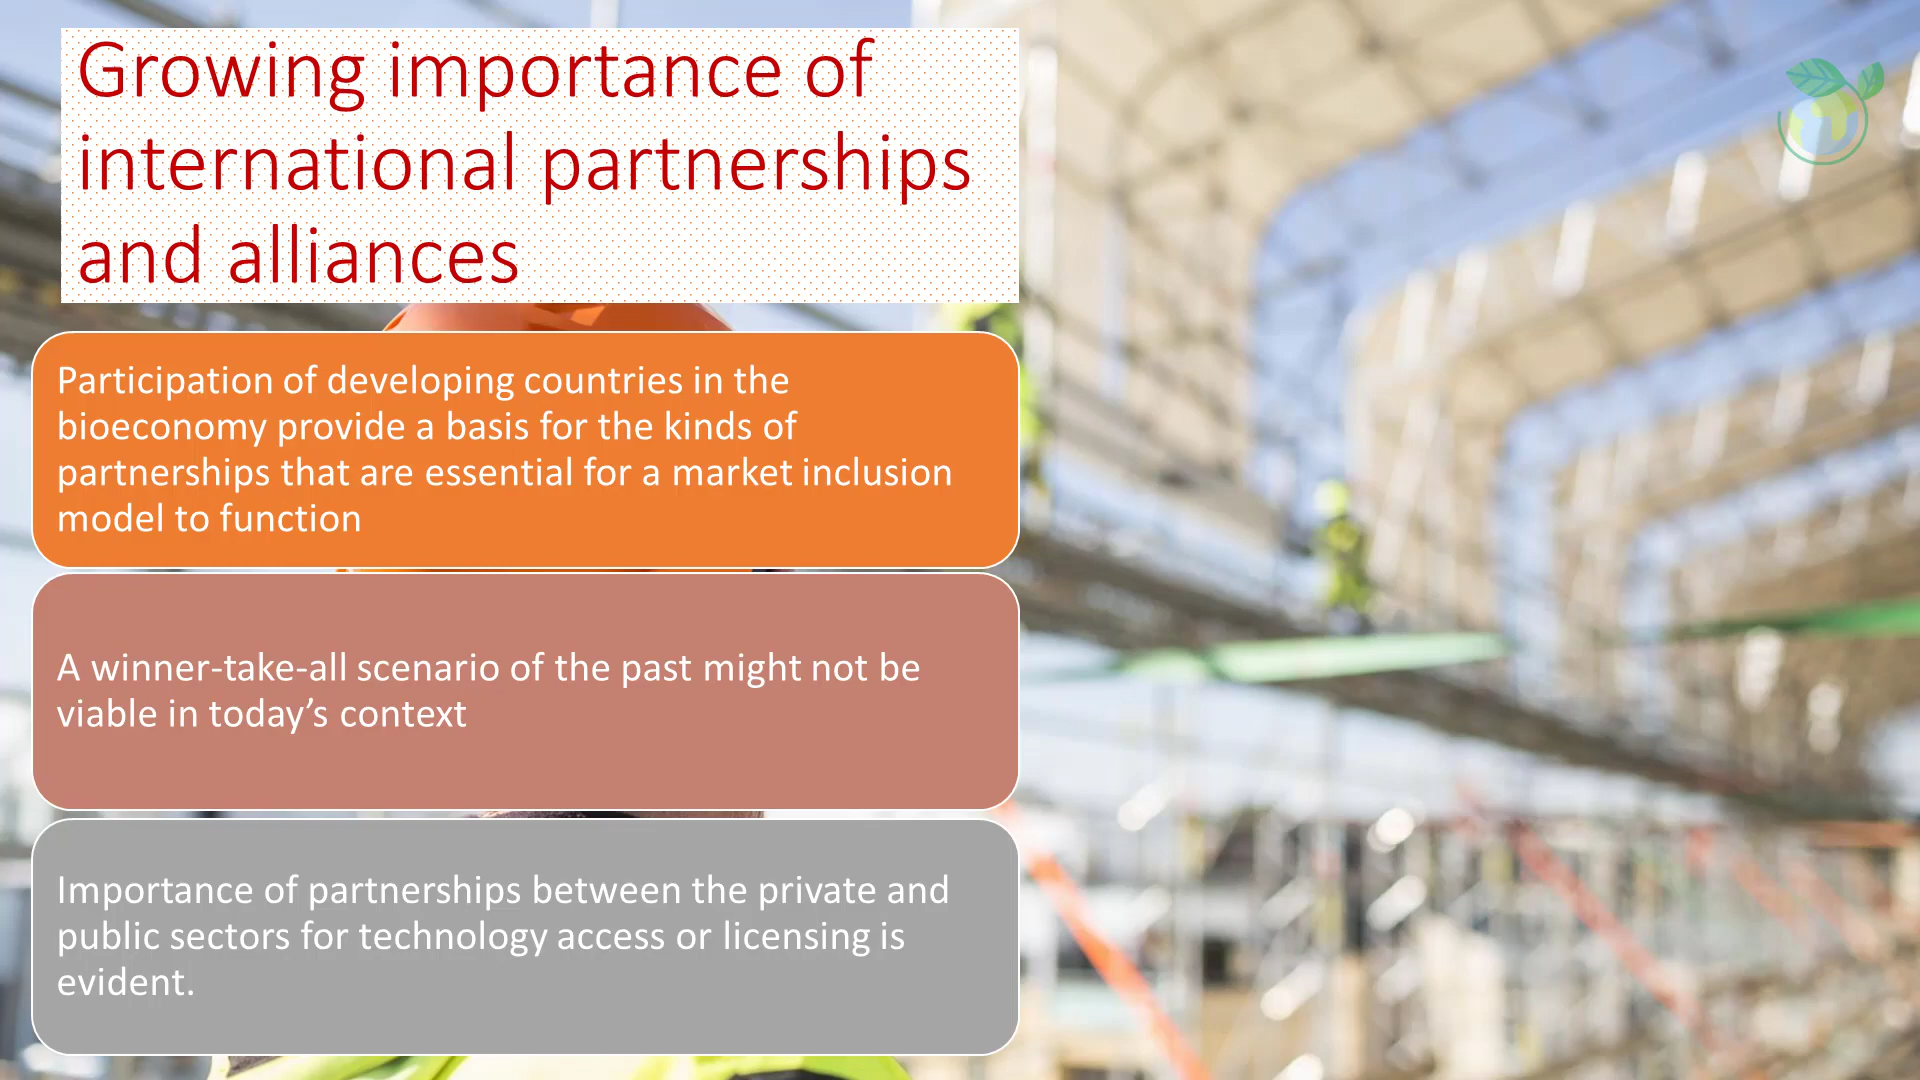 Growing importance of
international partnerships
and alliances
Participation of developing countries in the
bioeconomy provide a basis for the kinds of
partnerships that are essential for a market inclusion
model to function
A winner-take-all scenario of the past might not be
viable in today’s context
Importance of partnerships between the private and
public sectors for technology access or licensing is
evident.